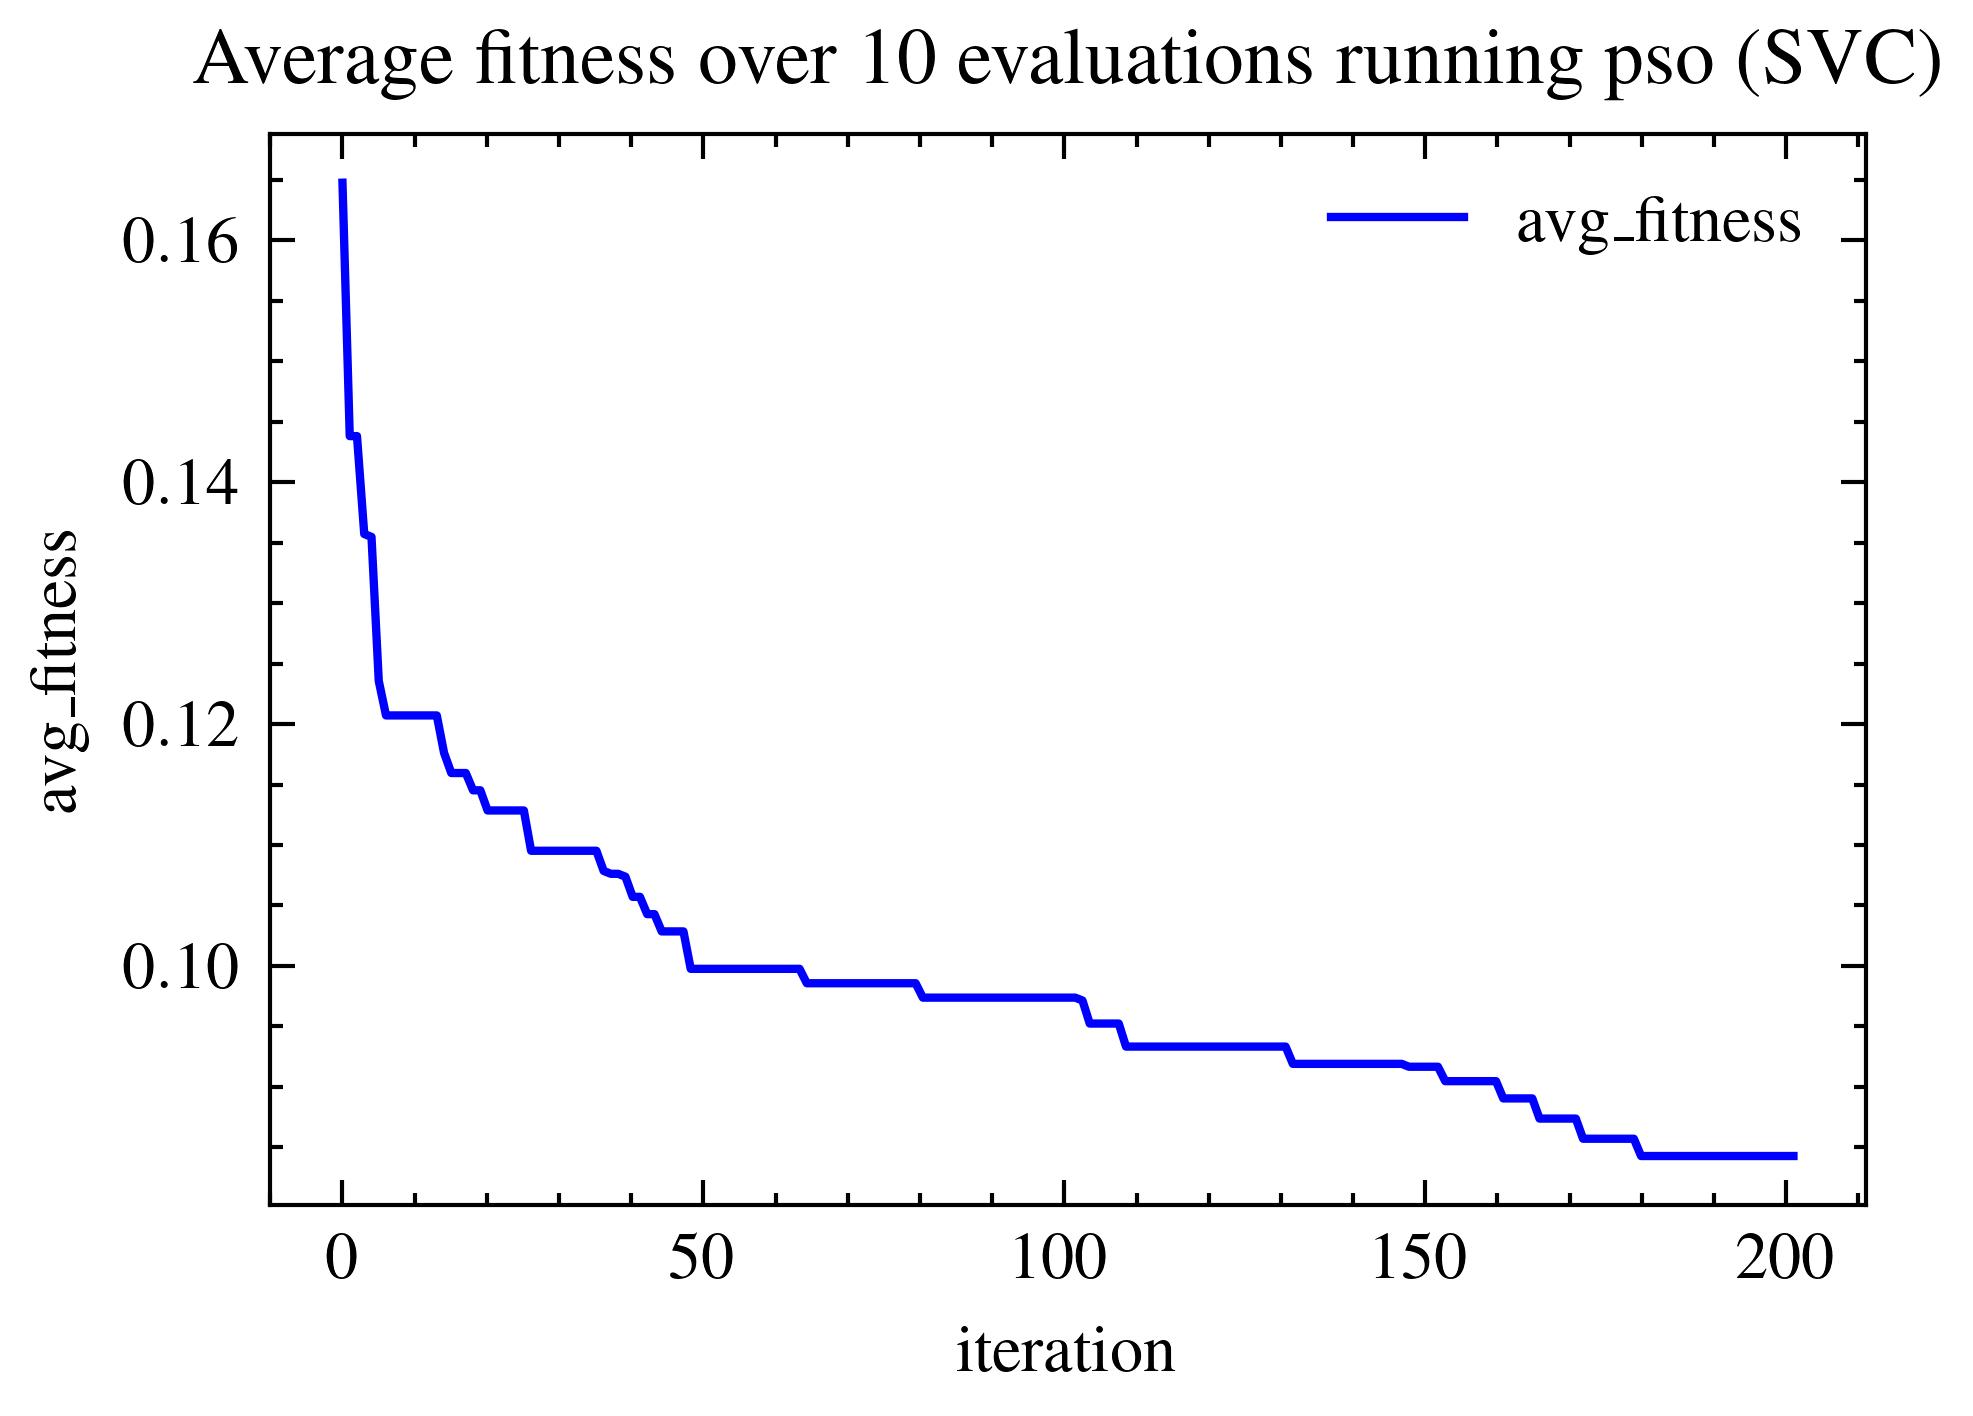 Average fitness over 10 evaluations running pso (SVC)
avg_fitness
0.16
0.14
0.12
0.10
avg_fitness
0
50
100
150
200
iteration